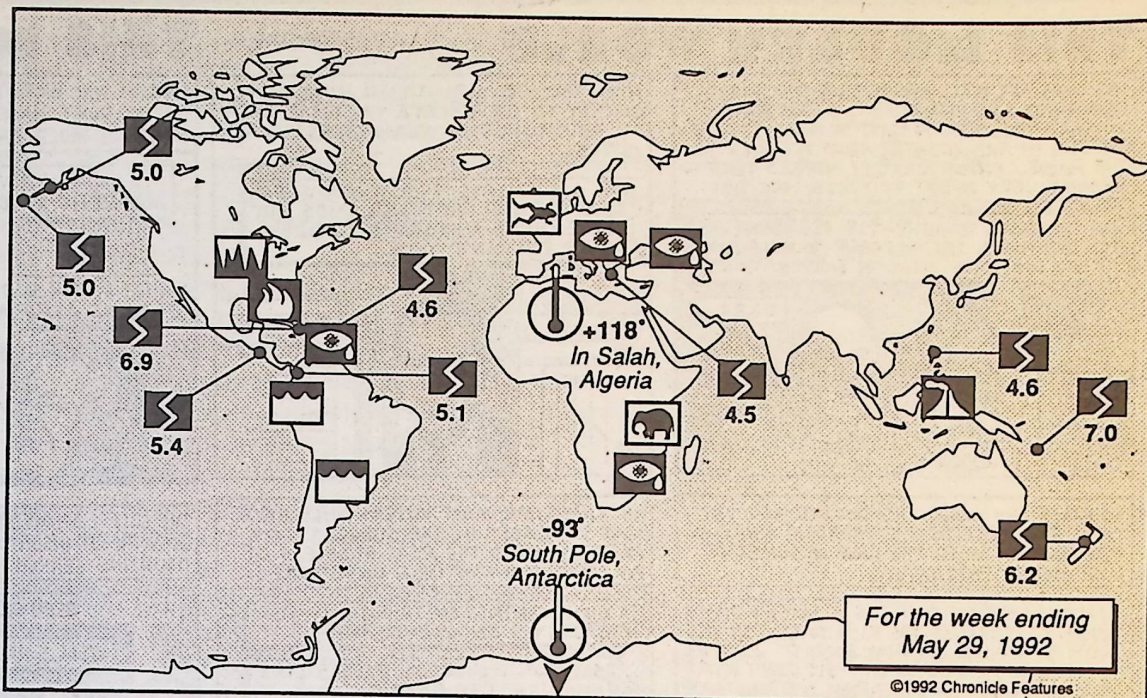 5.0
5.0
4.6
6.9
+118°
In Salah,
Algeria
5.1
4.5
4.6
5.4
7.0
-93°
South Pole,
Antarctica
6.2
For the week ending
May 29, 1992
©1992 Chronicle Features